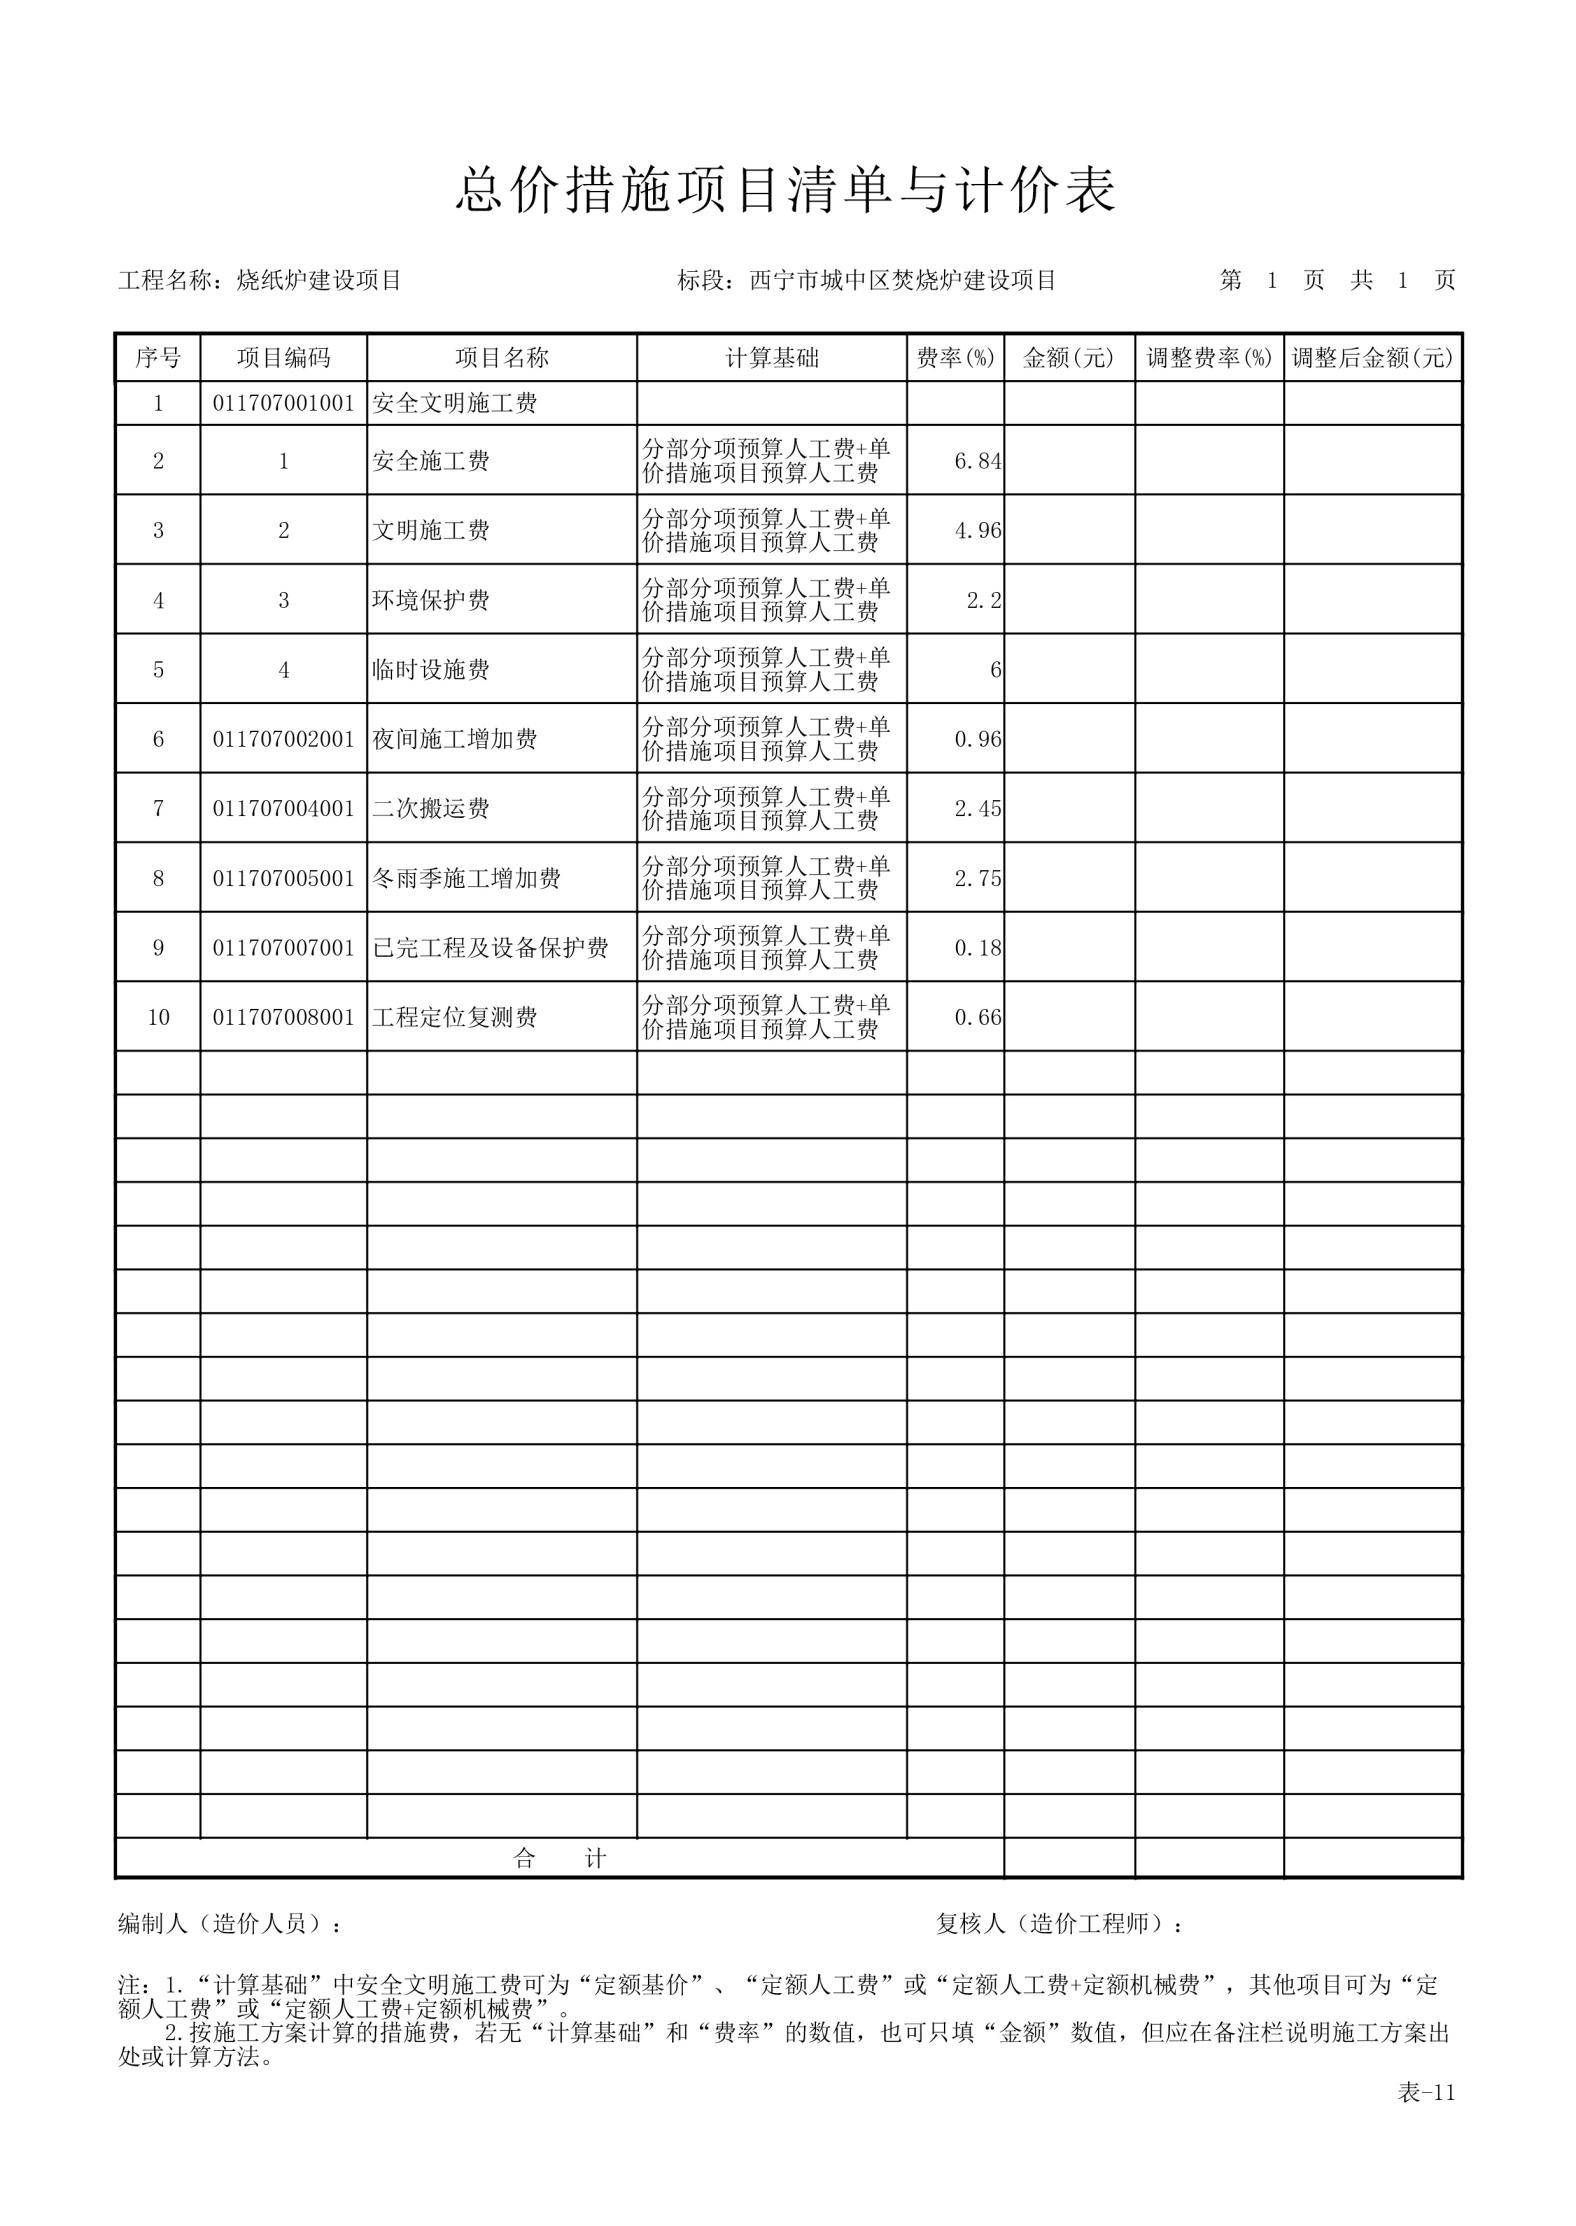 总价措施项目清单与计价表
工程名称：烧纸炉建设项目 标段：西宁市城中区焚烧炉建设项目 第 1 页 共 1 页
序号 项目编码 项目名称 计算基础 费率(%) 金额(元) 调整费率(%) 调整后金额(元)
1 011707001001 安全文明施工费
2 1 安全施工费 分部分项预算人工费+单
价措施项目预算人工费 6.84
3 2 文明施工费 分部分项预算人工费+单
价措施项目预算人工费 4.96
4 3 环境保护费 分部分项预算人工费+单
价措施项目预算人工费 2.2
5 4 临时设施费 分部分项预算人工费+单
价措施项目预算人工费 6
6 011707002001 夜间施工增加费 分部分项预算人工费+单
价措施项目预算人工费 0.96
7 011707004001 二次搬运费 分部分项预算人工费+单
价措施项目预算人工费 2.45
8 011707005001 冬雨季施工增加费 分部分项预算人工费+单
价措施项目预算人工费 2.75
9 011707007001 已完工程及设备保护费 分部分项预算人工费+单
价措施项目预算人工费 0.18
10 011707008001 工程定位复测费 分部分项预算人工费+单
价措施项目预算人工费 0.66
合 计
编制人（造价人员）： 复核人（造价工程师）：
注：1.“计算基础”中安全文明施工费可为“定额基价”、“定额人工费”或“定额人工费+定额机械费”，其他项目可为“定
额人工费”或“定额人工费+定额机械费”。
2.按施工方案计算的措施费，若无“计算基础”和“费率”的数值，也可只填“金额”数值，但应在备注栏说明施工方案出
处或计算方法。
表-11